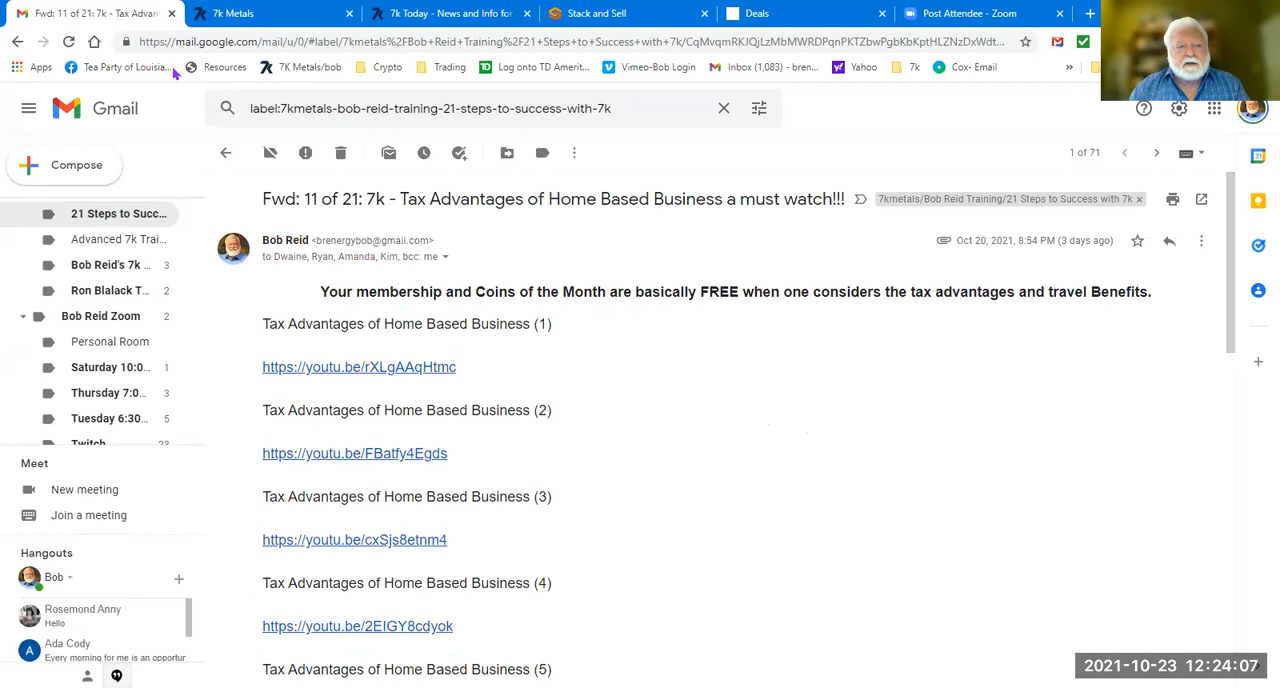 Fwd: 11 of 21: 7k - Tax Advan
7k Metals
7k Today - News and Info for
Stack and Sell
Deals
Post Attendee - Zoom
https://mail.google.com/mail/u/0/#label/7kmetals%2FBob+Reid+Training%2F21+Steps+to+Success+with+7k/CqMvqmRKJQjLzMbMWRDPqnPKTZbwPgbKbKptHLZNzDxWdt...
Apps
Tea Party of Louisia...
Resources
7K Metals/bob
Crypto
Trading
Log onto TD Amerit...
Vimeo-Bob Login
Inbox (1,083) - bren...
Yahoo
7k
Cox- Email
»
Gmail
label:7kmetals-bob-reid-training-21-steps-to-success-with-7k
Compose
1 of 71
21 Steps to Succ...
Advanced 7k Trai...
Bob Reid's 7k ... 3
Ron Blalack T... 2
Bob Reid Zoom 2
Personal Room
Saturday 10:0... 1
Thursday 7:0... 3
Tuesday 6:30... 5
Twitch 23
Meet
New meeting
Join a meeting
Hangouts
Bob
Rosemond Anny
Hello
Ada Cody
A
Every morning for me is an opportur
Fwd: 11 of 21: 7k - Tax Advantages of Home Based Business a must watch!!!
7kmetals/Bob Reid Training/21 Steps to Success with 7k ×
Bob Reid <brenergybob@gmail.com>
Oct 20, 2021, 8:54 PM (3 days ago)
to Dwaine, Ryan, Amanda, Kim, bcc: me
Your membership and Coins of the Month are basically FREE when one considers the tax advantages and travel Benefits.
Tax Advantages of Home Based Business (1)
https://youtu.be/rXLgAAqHtmc
Tax Advantages of Home Based Business (2)
https://youtu.be/FBatfy4Egds
Tax Advantages of Home Based Business (3)
https://youtu.be/cxSjs8etnm4
Tax Advantages of Home Based Business (4)
https://youtu.be/2EIGY8cdyok
Tax Advantages of Home Based Business (5)
2021-10-23 12:24:07